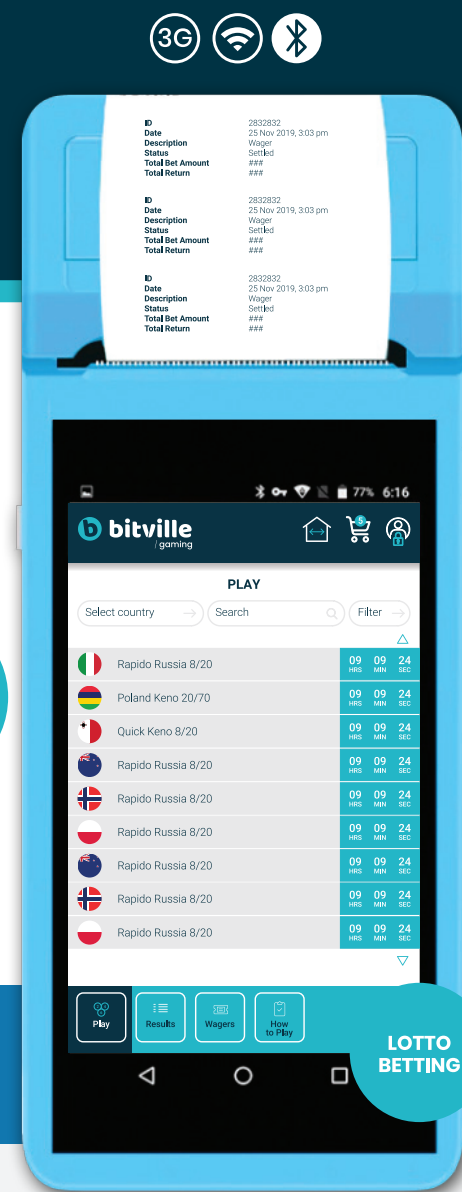 3G
ID 2832832
Date 25 Nov 2019, 3:03 pm
Description Wager
Status Settled
Total Bet Amount ###
Total Return ###
ID 2832832
Date 25 Nov 2019, 3:03 pm
Description Wager
Status Settled
Total Bet Amount ###
Total Return ###
ID 2832832
Date 25 Nov 2019, 3:03 pm
Description Wager
Status Settled
Total Bet Amount ###
Total Return ###
77% 6:16
b bitville
/ gaming
5
PLAY
Select country Search Filter
Rapido Russia 8/20 09 HRS 09 MIN 24 SEC
Poland Keno 20/70 09 HRS 09 MIN 24 SEC
Quick Keno 8/20 09 HRS 09 MIN 24 SEC
Rapido Russia 8/20 09 HRS 09 MIN 24 SEC
Rapido Russia 8/20 09 HRS 09 MIN 24 SEC
Rapido Russia 8/20 09 HRS 09 MIN 24 SEC
Rapido Russia 8/20 09 HRS 09 MIN 24 SEC
Rapido Russia 8/20 09 HRS 09 MIN 24 SEC
Rapido Russia 8/20 09 HRS 09 MIN 24 SEC
Play Results Wagers How
to Play
LOTTO
BETTING